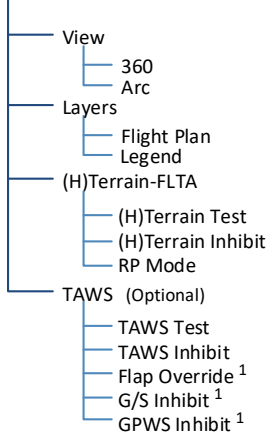 View
360
Arc
Layers
Flight Plan
Legend
(H)Terrain-FLTA
(H)Terrain Test
(H)Terrain Inhibit
RP Mode
TAWS (Optional)
TAWS Test
TAWS Inhibit
Flap Override 1
G/S Inhibit 1
GPWS Inhibit 1